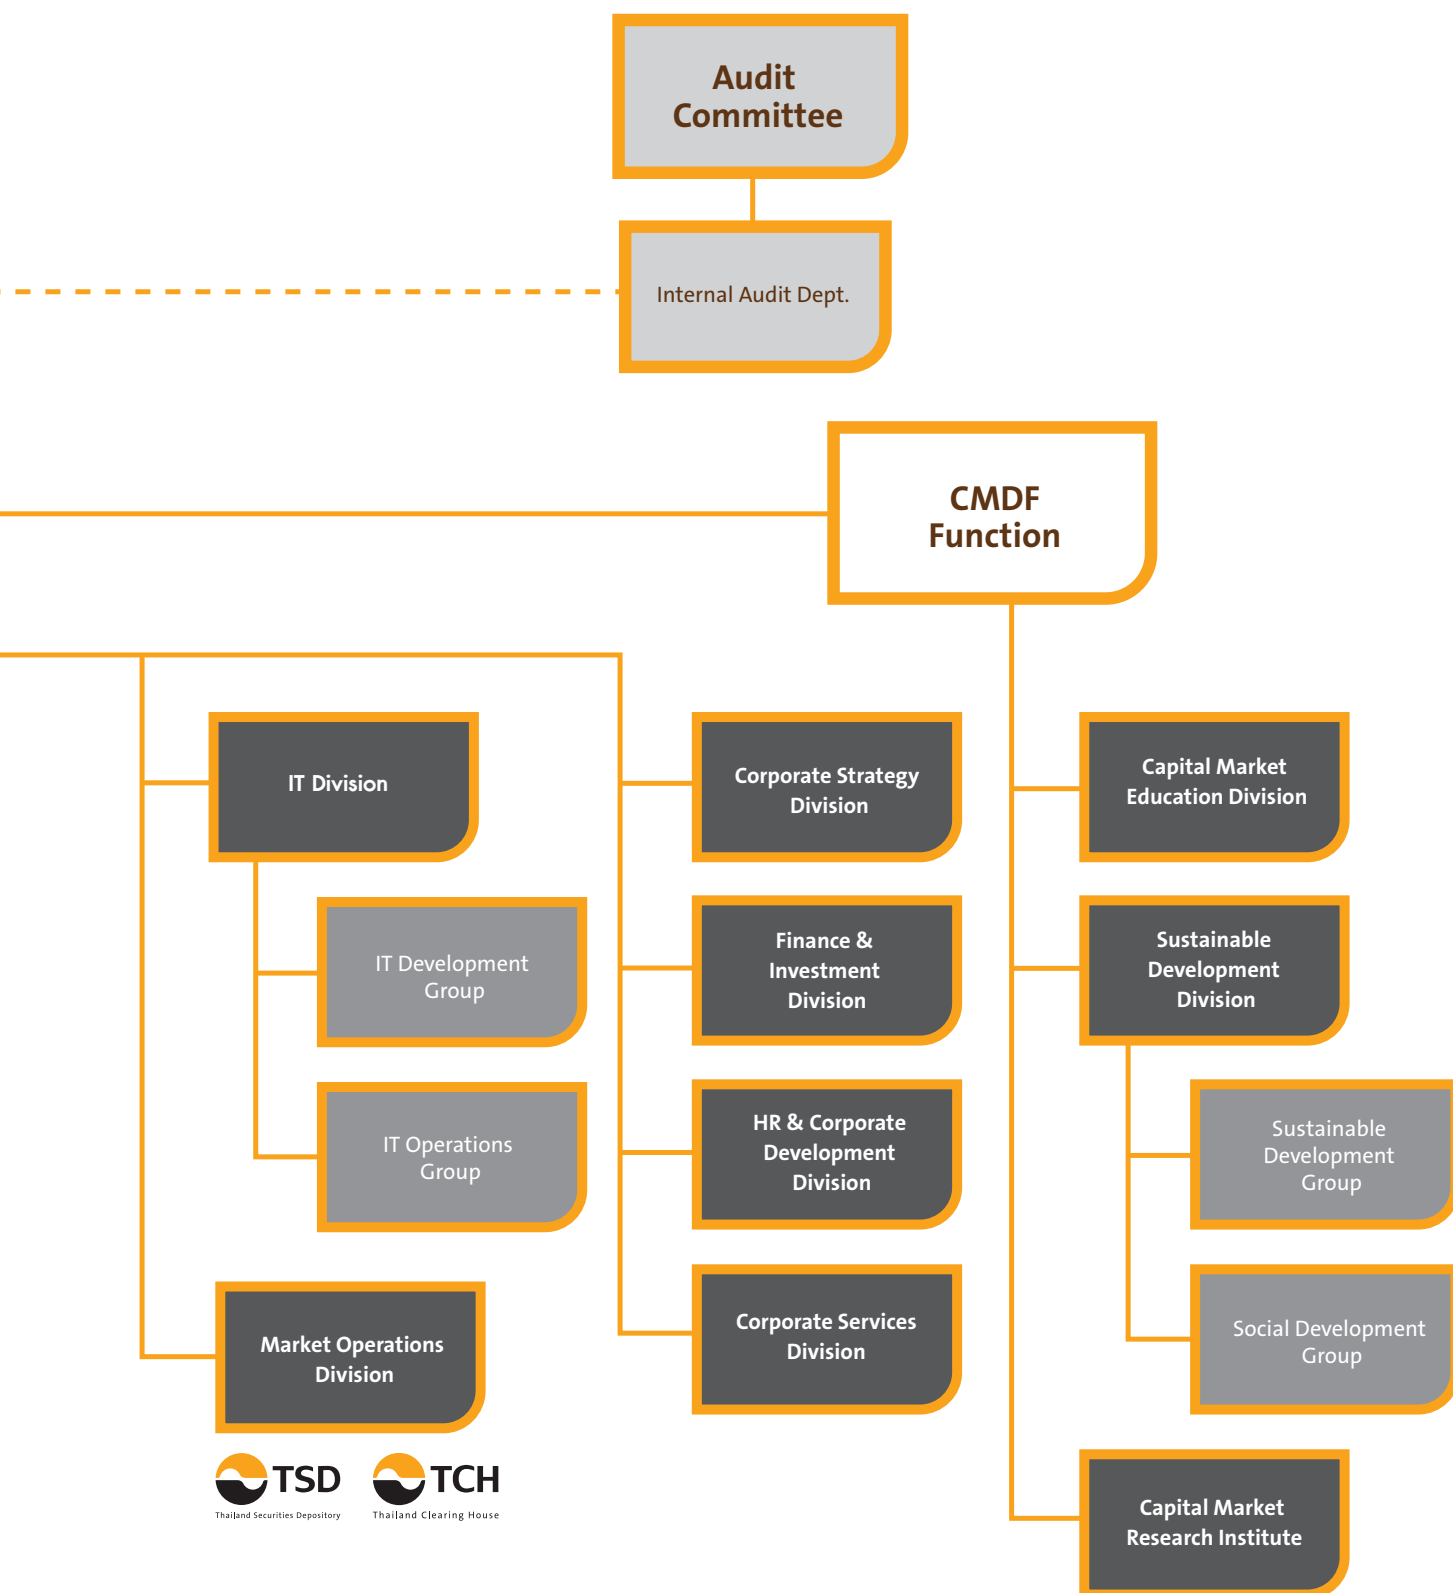 Audit
Committee
Internal Audit Dept.
CMDF
Function
IT Division
IT Development
Group
IT Operations
Group
Market Operations
Division
TSD
Thailand Securities Depository
TCH
Thailand Clearing House
Corporate Strategy
Division
Finance &
Investment
Division
HR & Corporate
Development
Division
Corporate Services
Division
Capital Market
Education Division
Sustainable
Development
Division
Sustainable
Development
Group
Social Development
Group
Capital Market
Research Institute